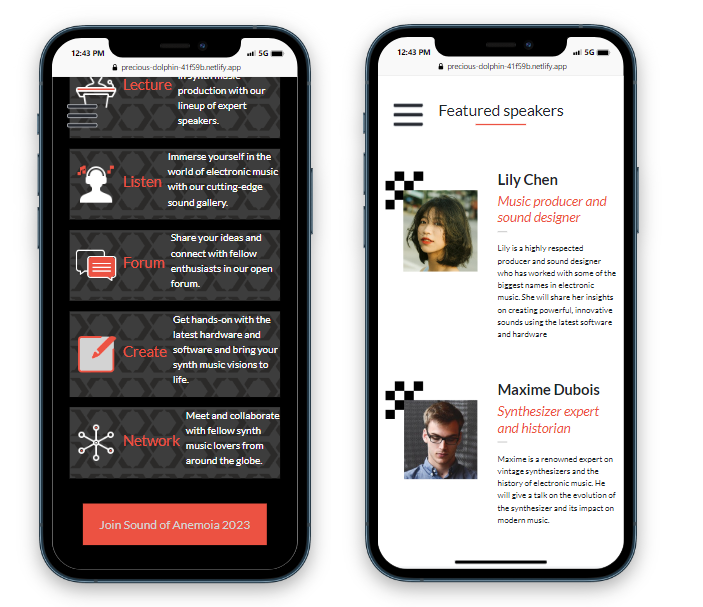 12:43 PM
5G
precious-dolphin-41f59b.netlify.app
Lecture
in synth music
production with our
lineup of expert
speakers.
Listen
Immerse yourself in the
world of electronic music
with our cutting-edge
sound gallery.
Forum
Share your ideas and
connect with fellow
enthusiasts in our open
forum.
Create
Get hands-on with the
latest hardware and
software and bring your
synth music visions to
life.
Network
Meet and collaborate
with fellow synth
music lovers from
around the globe.
Join Sound of Anemoia 2023
12:43 PM
5G
precious-dolphin-41f59b.netlify.app
Featured speakers
Lily Chen
Music producer and
sound designer
Lily is a highly respected
producer and sound designer
who has worked with some of the
biggest names in electronic
music. She will share her insights
on creating powerful, innovative
sounds using the latest software
and hardware
Maxime Dubois
Synthesizer expert
and historian
Maxime is a renowned expert on
vintage synthesizers and the
history of electronic music. He
will give a talk on the evolution of
the synthesizer and its impact on
modern music.